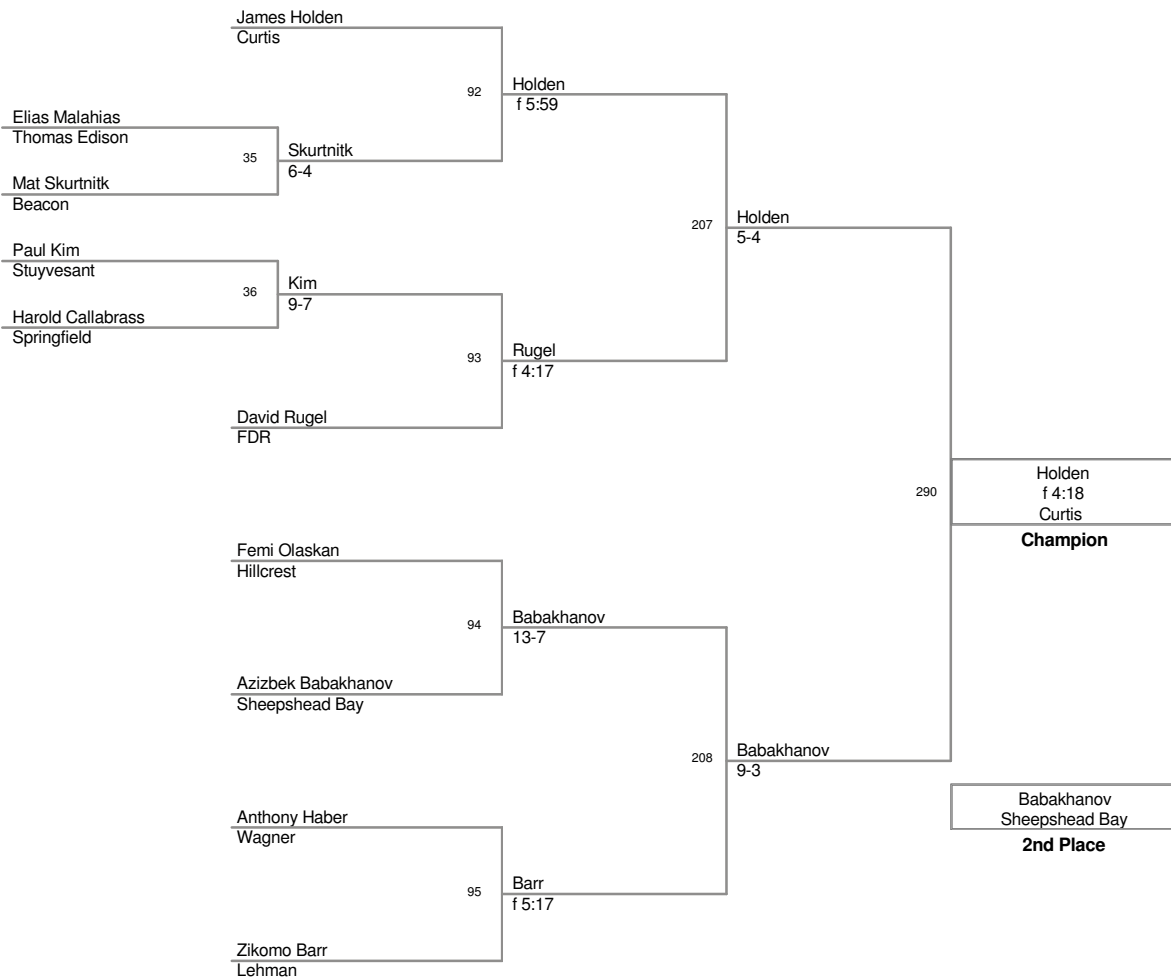 James Holden
Curtis
92
Holden
f 5:59
Elias Malahias
Thomas Edison
35
Skurtnitk
6-4
Mat Skurtnitk
Beacon
207
Holden
5-4
Paul Kim
Stuyvesant
36
Kim
9-7
Harold Callabrass
Springfield
93
Rugel
f 4:17
David Rugel
FDR
290
Holden
f 4:18
Curtis
Champion
Femi Olaskan
Hillcrest
94
Babakhanov
13-7
Azizbek Babakhanov
Sheepshead Bay
208
Babakhanov
9-3
Babakhanov
Sheepshead Bay
2nd Place
Anthony Haber
Wagner
95
Barr
f 5:17
Zikomo Barr
Lehman